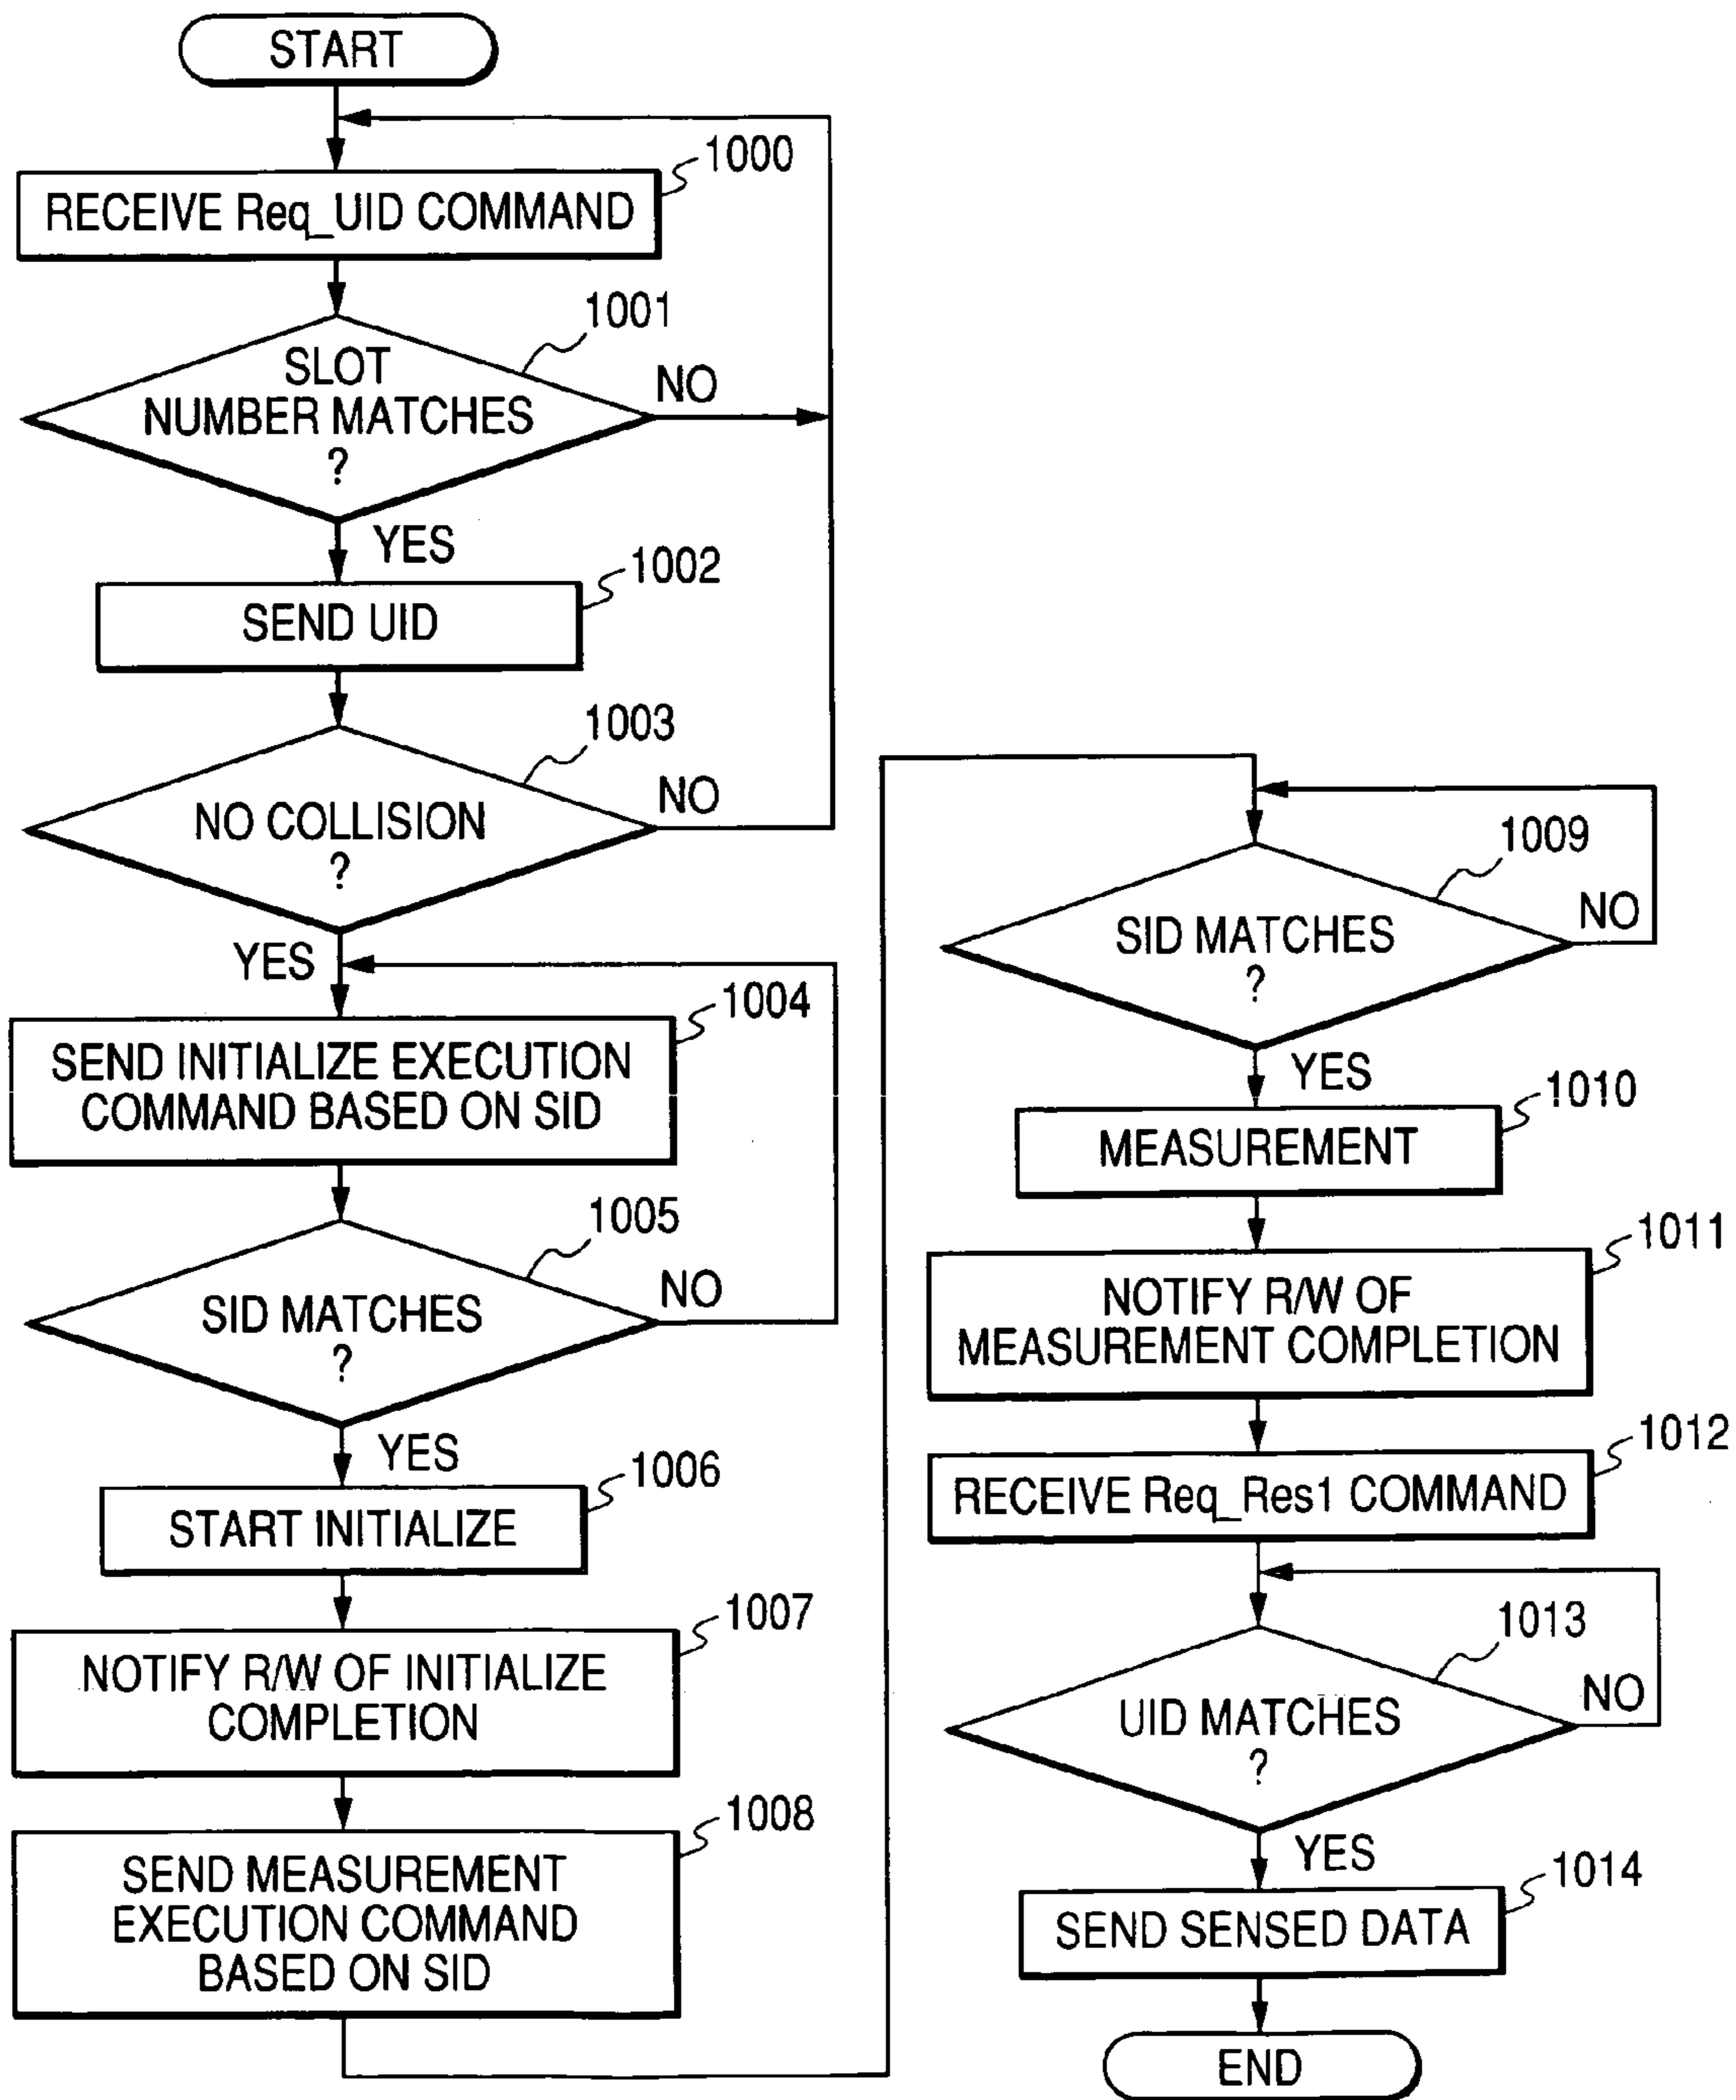 START
1000
RECEIVE Req_UID COMMAND
1001
SLOT
NUMBER MATCHES
?
NO
YES
1002
SEND UID
1003
NO COLLISION
?
NO
YES
1004
SEND INITIALIZE EXECUTION
COMMAND BASED ON SID
1005
SID MATCHES
?
NO
YES
1006
START INITIALIZE
1007
NOTIFY R/W OF INITIALIZE
COMPLETION
1008
SEND MEASUREMENT
EXECUTION COMMAND
BASED ON SID
1009
SID MATCHES
?
NO
YES
1010
MEASUREMENT
1011
NOTIFY R/W OF
MEASUREMENT COMPLETION
1012
RECEIVE Req_Res1 COMMAND
1013
UID MATCHES
?
NO
YES
1014
SEND SENSED DATA
END